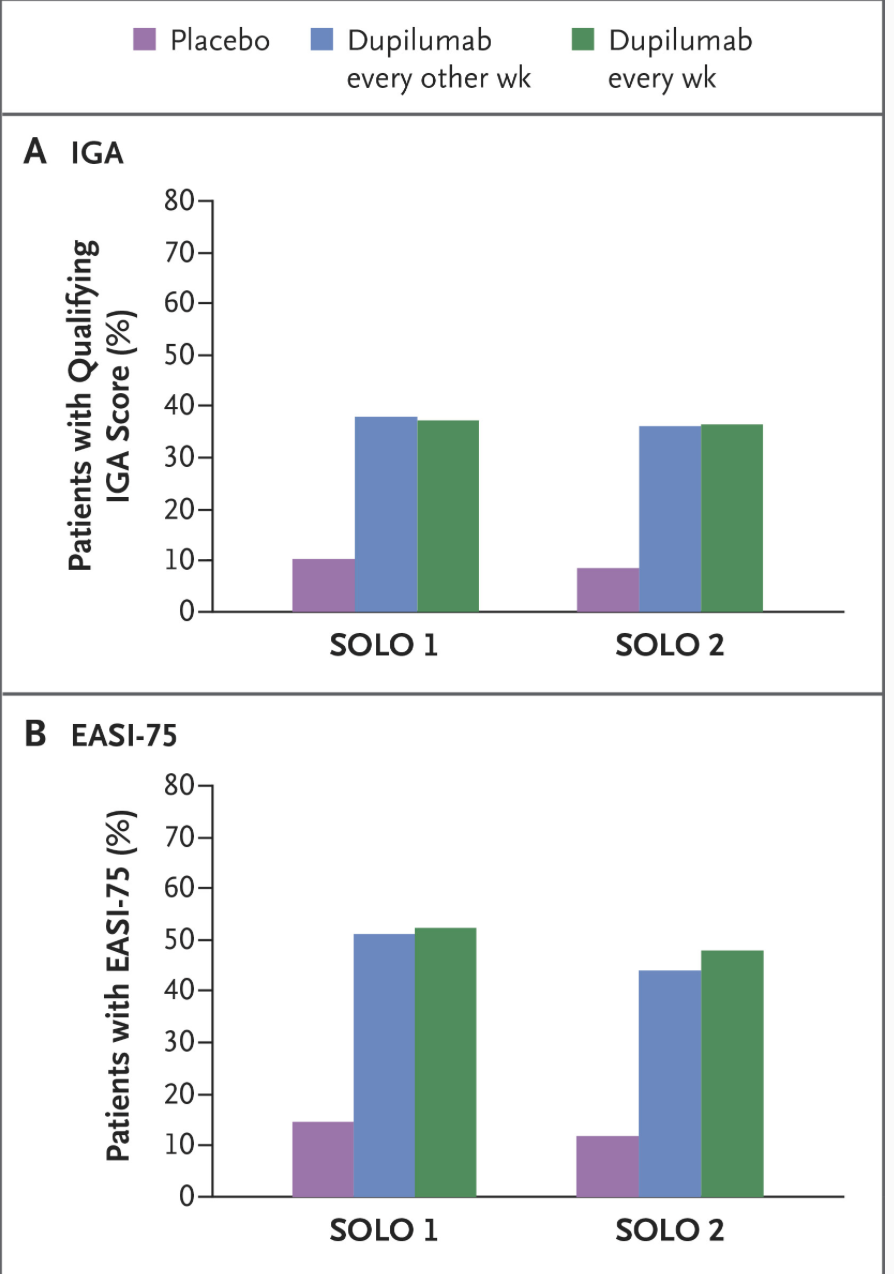 Placebo
Dupilumab
every other wk
Dupilumab
every wk
A IGA
Patients with Qualifying
IGA Score (%)
80
70
60
50
40
30
20
10
0
SOLO 1
SOLO 2
B EASI-75
Patients with EASI-75 (%)
80
70
60
50
40
30
20
10
0
SOLO 1
SOLO 2